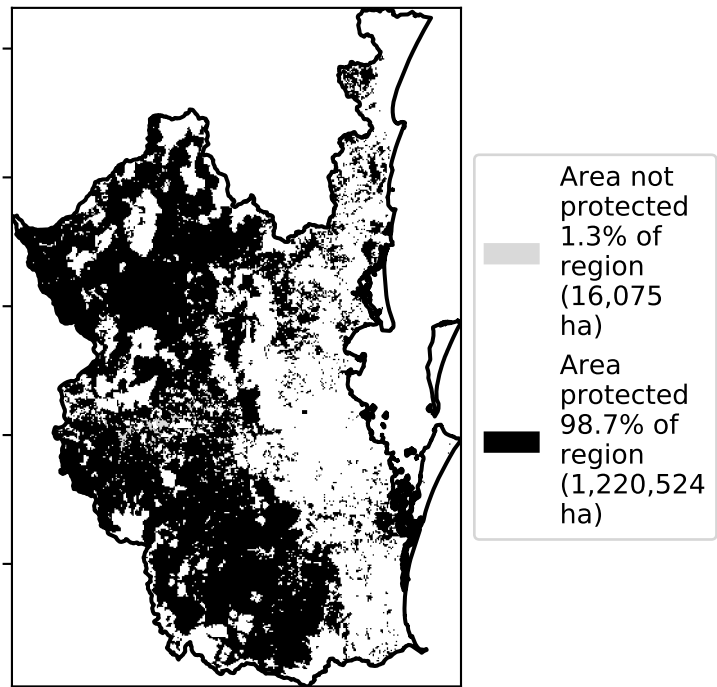 Area not
protected
1.3% of
region
(16,075
ha)
Area
protected
98.7% of
region
(1,220,524
ha)